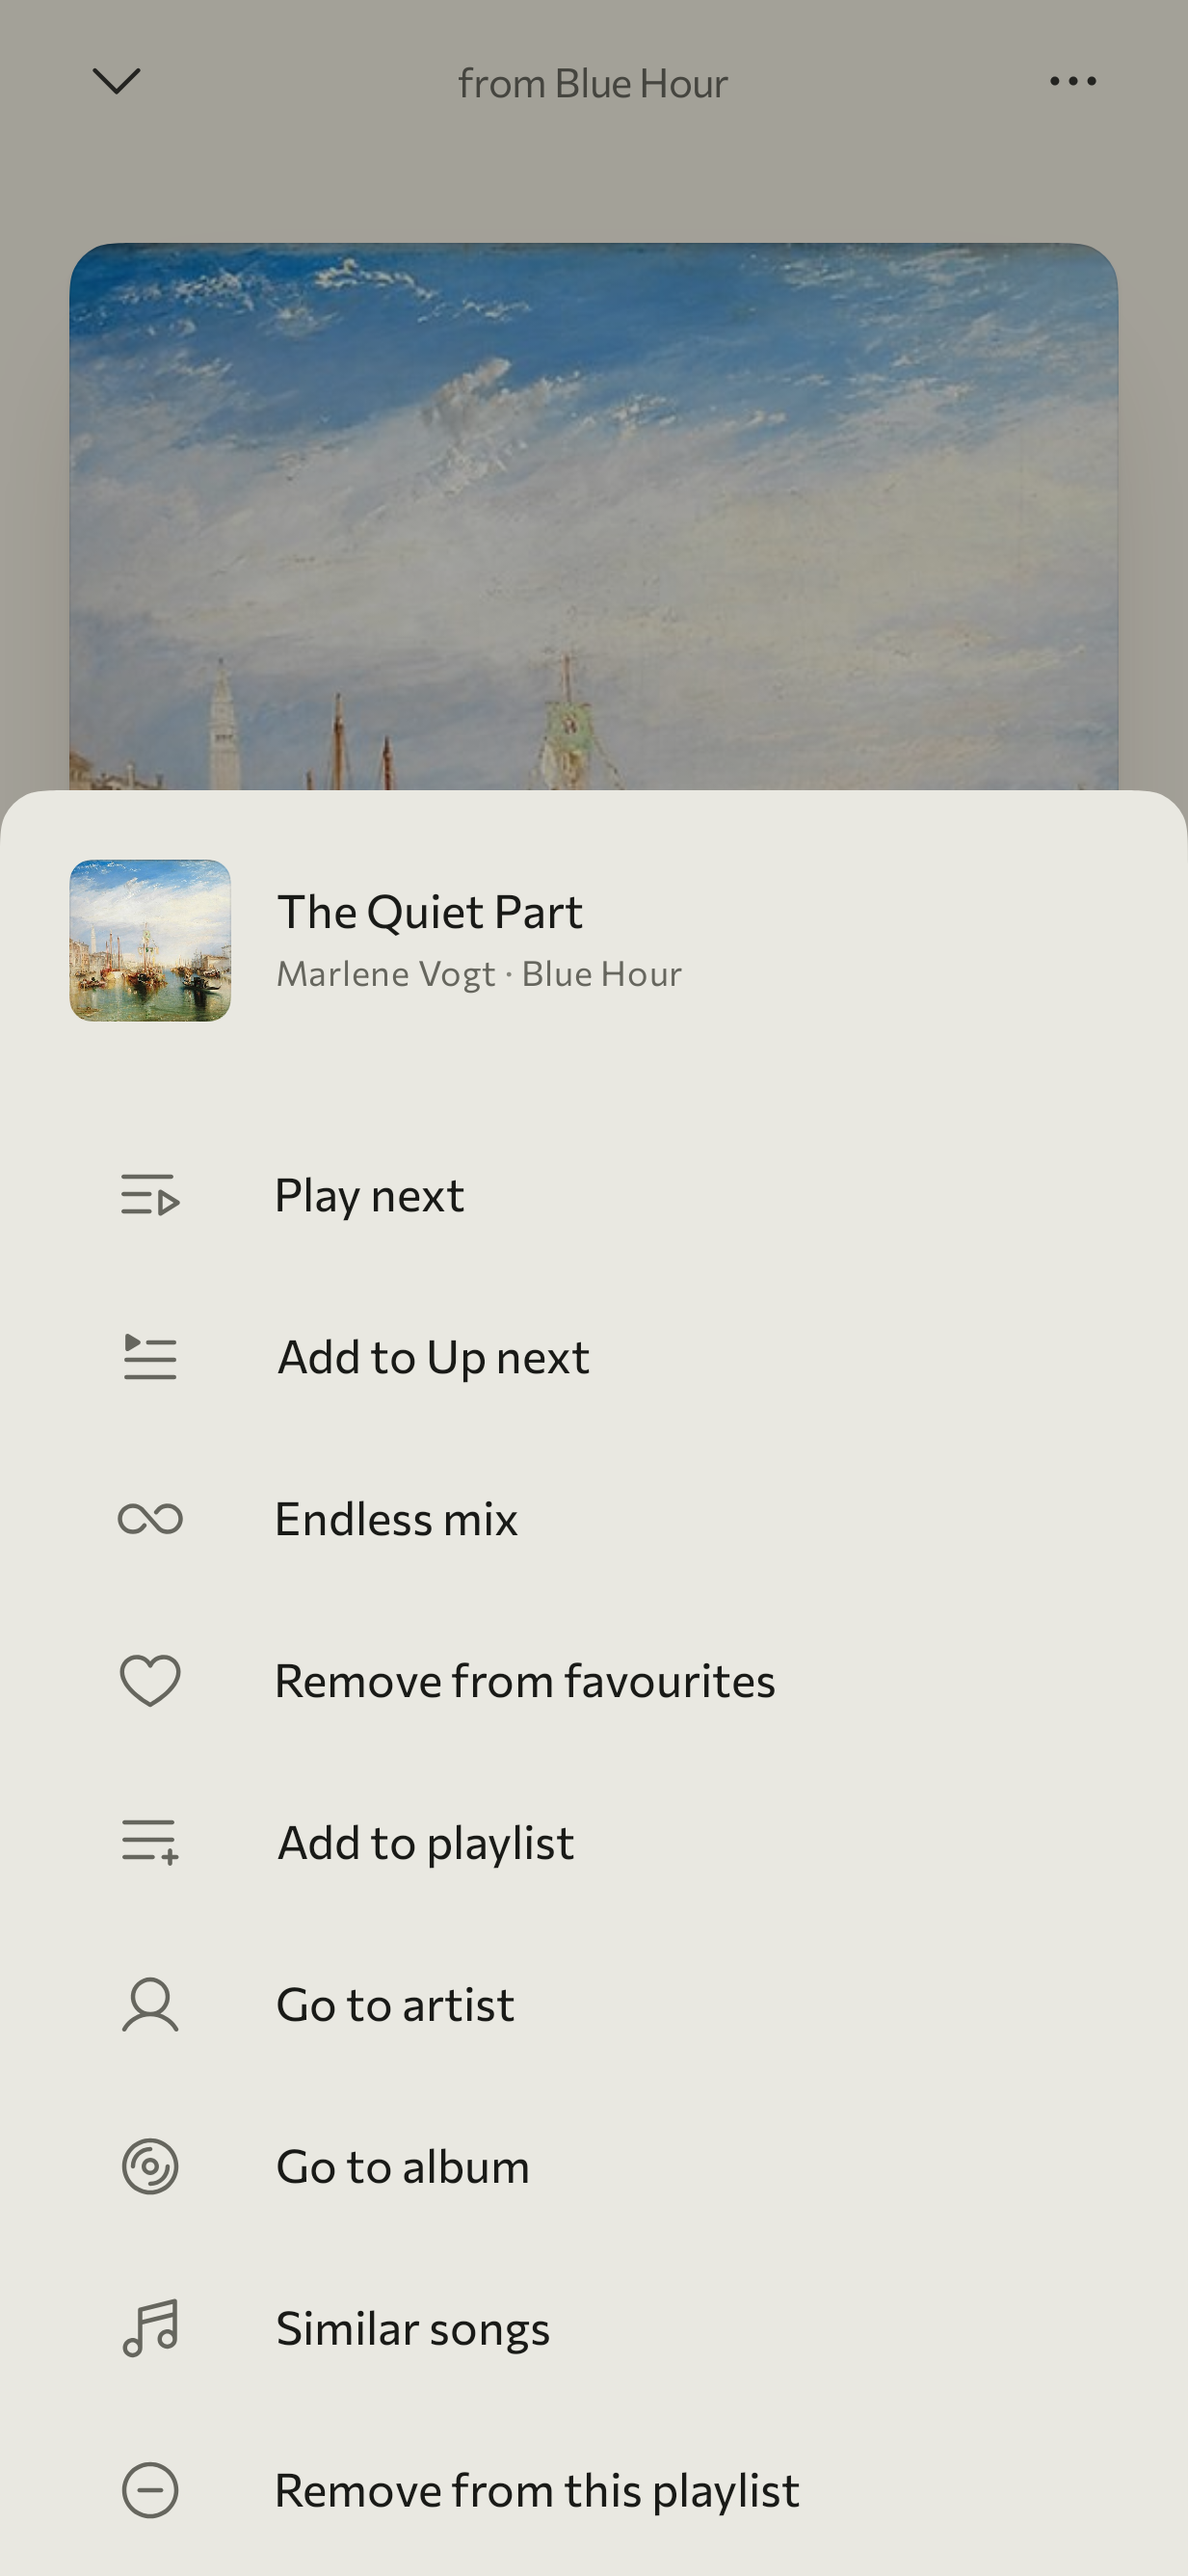 from Blue Hour
The Quiet Part
Marlene Vogt · Blue Hour
Play next
Add to Up next
Endless mix
Remove from favourites
Add to playlist
Go to artist
Go to album
Similar songs
Remove from this playlist